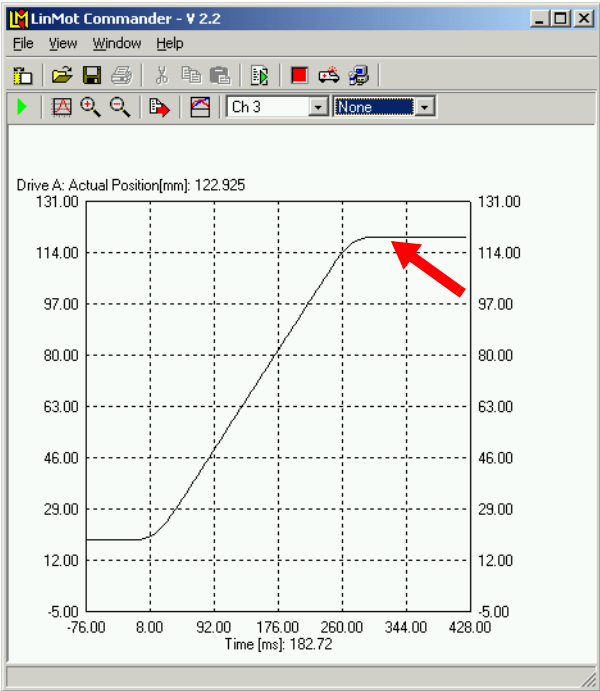 LinMot Commander - V 2.2
File View Window Help
Ch 3 None
Drive A: Actual Position[mm]: 122.925
131.00 131.00
114.00 114.00
97.00 97.00
80.00 80.00
63.00 63.00
46.00 46.00
29.00 29.00
12.00 12.00
-5.00 -5.00
-76.00 8.00 92.00 176.00 260.00 344.00 428.00
Time [ms]: 182.72